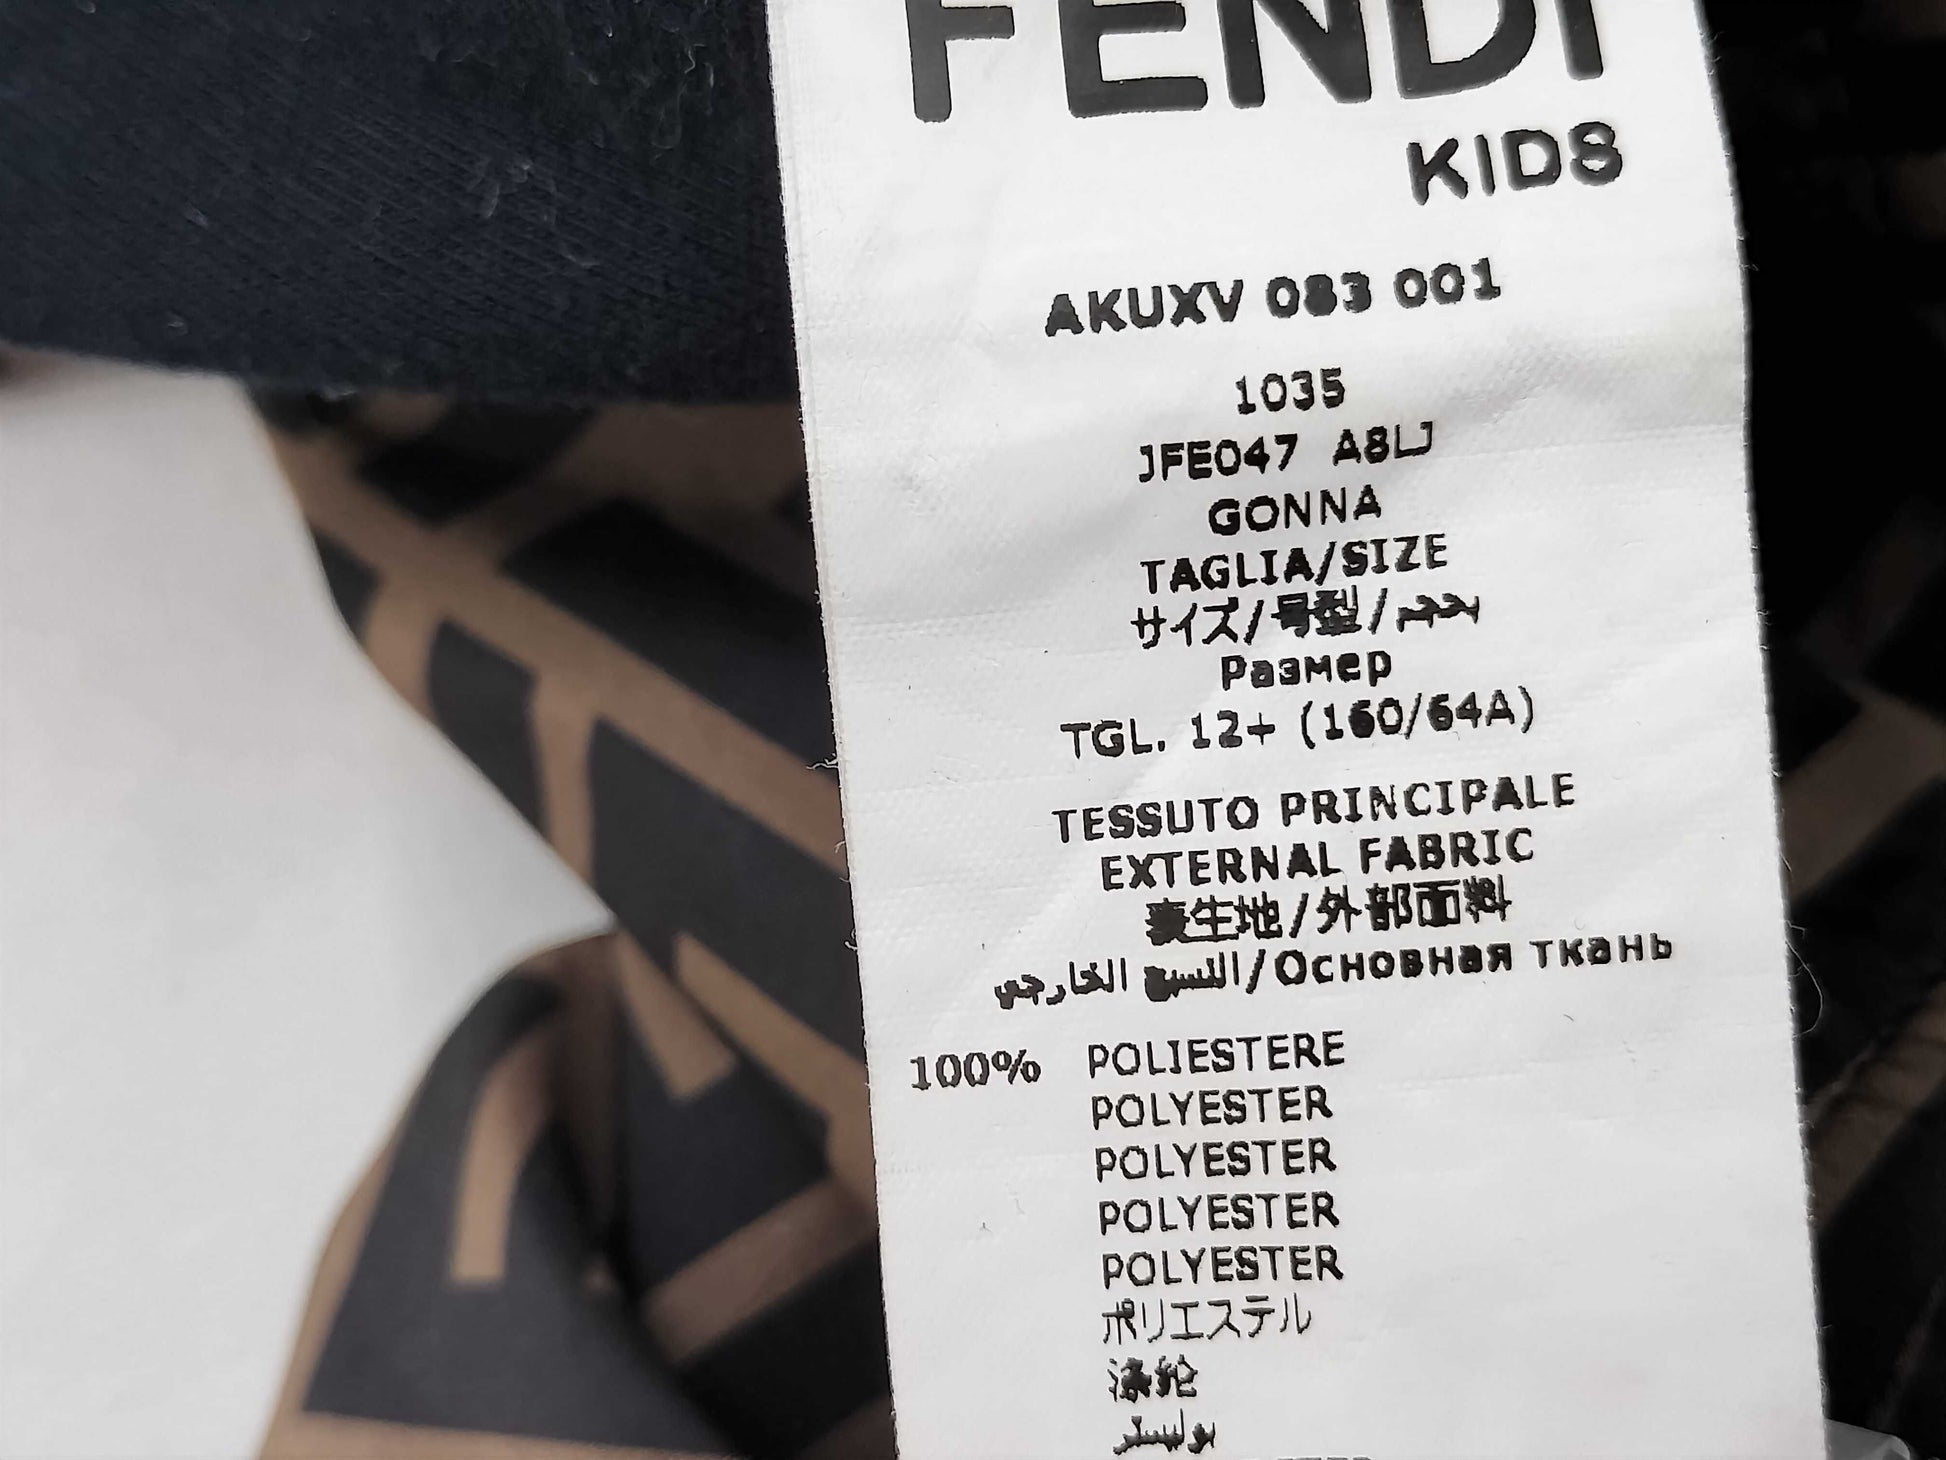 FENDI
KIDS
AKUXV 083 001
1035
JFE047 A8LJ
GONNA
TAGLIA/SIZE
サイズ/号型/حجم
Размер
TGL. 12+ (160/64A)
TESSUTO PRINCIPALE
EXTERNAL FABRIC
表生地/外部面料
النسيج الخارجي/Основная ткань
100% POLIESTERE
POLYESTER
POLYESTER
POLYESTER
POLYESTER
ポリエステル
涤纶
بوليستر